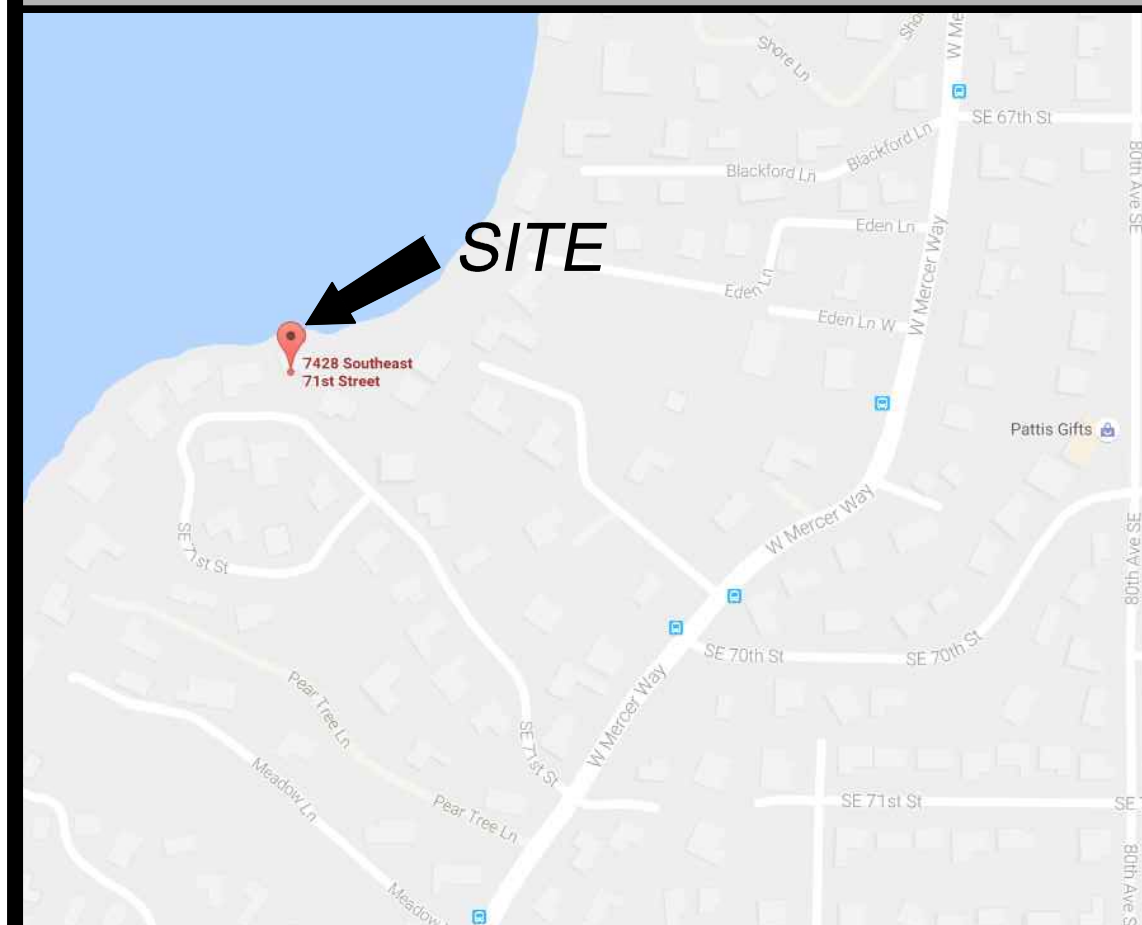 Shore Ln
Sho
W Me
SE 67th St
Blackford Ln
Blackford Ln
80th Ave SE
Eden Ln
SITE
W Mercer Way
Eden Ln
Eden Ln W
7428 Southeast
71st Street
Pattis Gifts
W Mercer Way
SE 71st St
80th Ave SE
SE 70th St
SE 70th St
W Mercer Way
Pear Tree Ln
SE 71st St
Meadow Ln
Pear Tree Ln
SE 71st St
SE
80th Ave S
Meadow